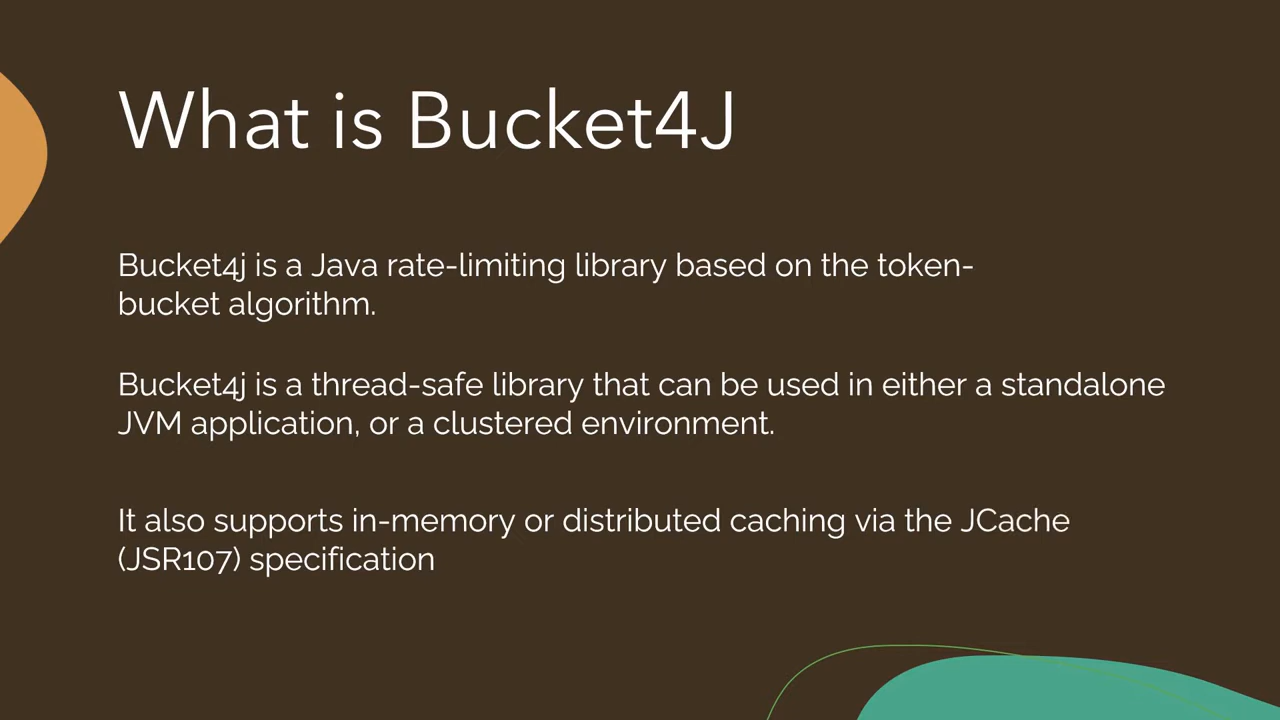 What is Bucket4J
Bucket4j is a Java rate-limiting library based on the token-
bucket algorithm.
Bucket4j is a thread-safe library that can be used in either a standalone
JVM application, or a clustered environment.
It also supports in-memory or distributed caching via the JCache
(JSR107) specification